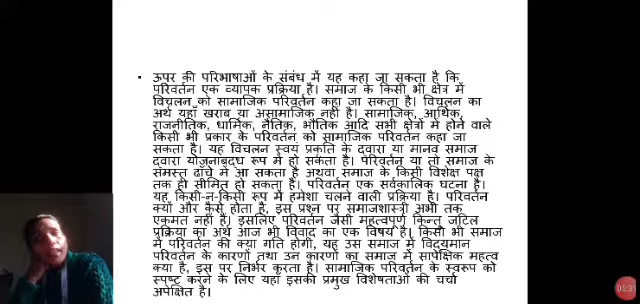 • ऊपर की परिभाषाओं के संबंध में यह कहा जा सकता है कि
परिवर्तन एक व्यापक प्रक्रिया है। समाज के किसी भी क्षेत्र में
विचलन को सामाजिक परिवर्तन कहा जा सकता है। विचलन का
अर्थ यहाँ खराब या असामाजिक नहीं है। सामाजिक, आर्थिक,
राजनीतिक, धार्मिक, नैतिक, भौतिक आदि सभी क्षेत्रों में होने वाले
किसी भी प्रकार के परिवर्तन को सामाजिक परिवर्तन कहा जा
सकता है। यह विचलन स्वयं प्रकृति के द्वारा या मानव समाज
द्वारा योजनाबद्ध रूप में हो सकता है। परिवर्तन या तो समाज के
समस्त ढाँचे में आ सकता है अथवा समाज के किसी विशेष पक्ष
तक ही सीमित हो सकता है। परिवर्तन एक सर्वकालिक घटना है।
यह किसी-न-किसी रूप में हमेशा चलने वाली प्रक्रिया है। परिवर्तन
क्यों और कैसे होता है, इस प्रश्न पर समाजशास्त्री अभी तक
एकमत नहीं हैं। इसलिए परिवर्तन जैसी महत्वपूर्ण किन्तु जटिल
प्रक्रिया का अर्थ आज भी विवाद का एक विषय है। किसी भी समाज
में परिवर्तन की क्या गति होगी, यह उस समाज में विद्यमान
परिवर्तन के कारणों तथा उन कारणों का समाज में सापेक्षिक महत्व
क्या है, इस पर निर्भर करता है। सामाजिक परिवर्तन के स्वरूप को
स्पष्ट करने के लिए यहाँ इसकी प्रमुख विशेषताओं की चर्चा
अपेक्षित है।